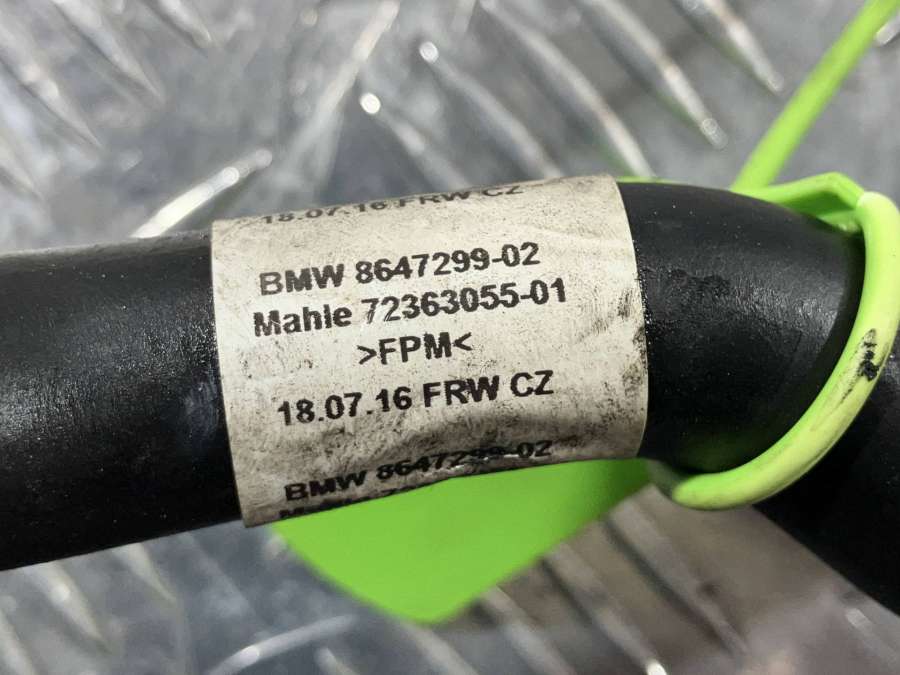 18.07.16 FRW CZ
BMW 8647299-02
Mahle 72363055-01
>FPM<
18.07.16 FRW CZ
BMW 8647299-02